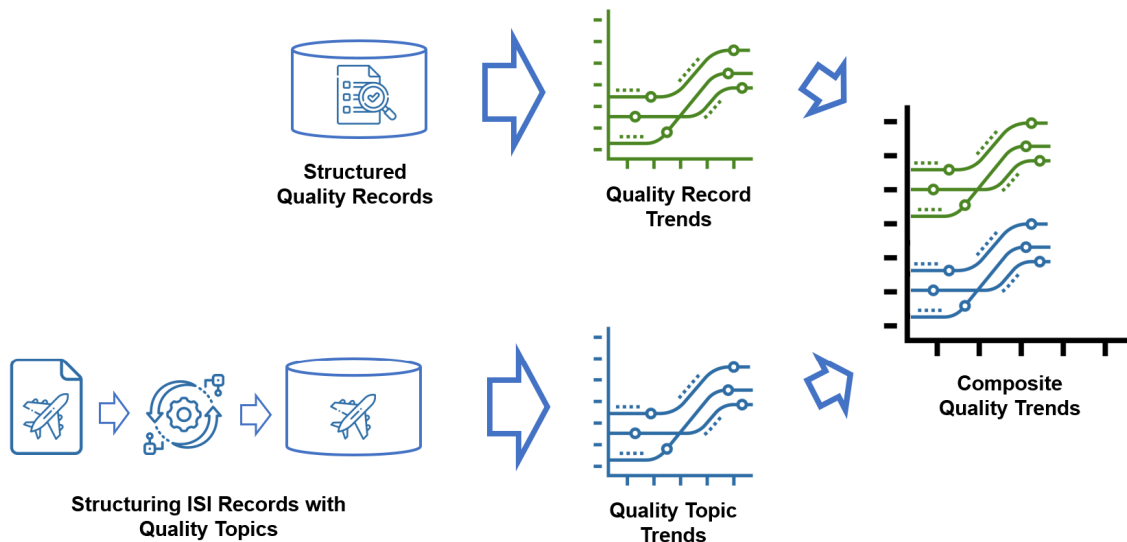 Structured
Quality Records
Quality Record
Trends
Composite
Quality Trends
Structuring ISI Records with
Quality Topics
Quality Topic
Trends